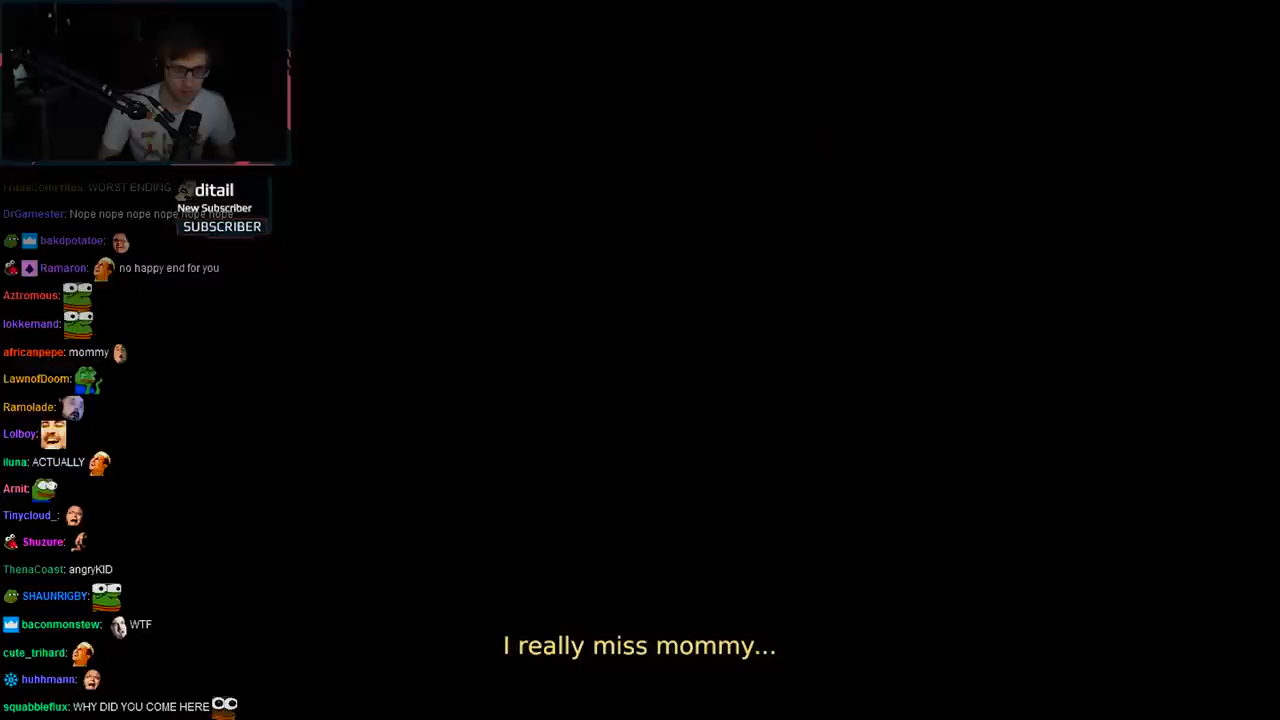 WORST ENDING
DrGamester: Nope nope nope nope nope nope
ditail
New Subscriber
SUBSCRIBER
bakdpotatoe:
Ramaron: no happy end for you
Aztromous:
lokkemand:
africanpepe: mommy
LawnofDoom:
Ramolade:
Lolboy:
iluna: ACTUALLY
Arnit:
Tinycloud_:
Shuzure:
ThenaCoast: angryKID
SHAUNRIGBY:
baconmonstew: WTF
cute_trihard:
huhhmann:
squabbleflux: WHY DID YOU COME HERE
I really miss mommy...